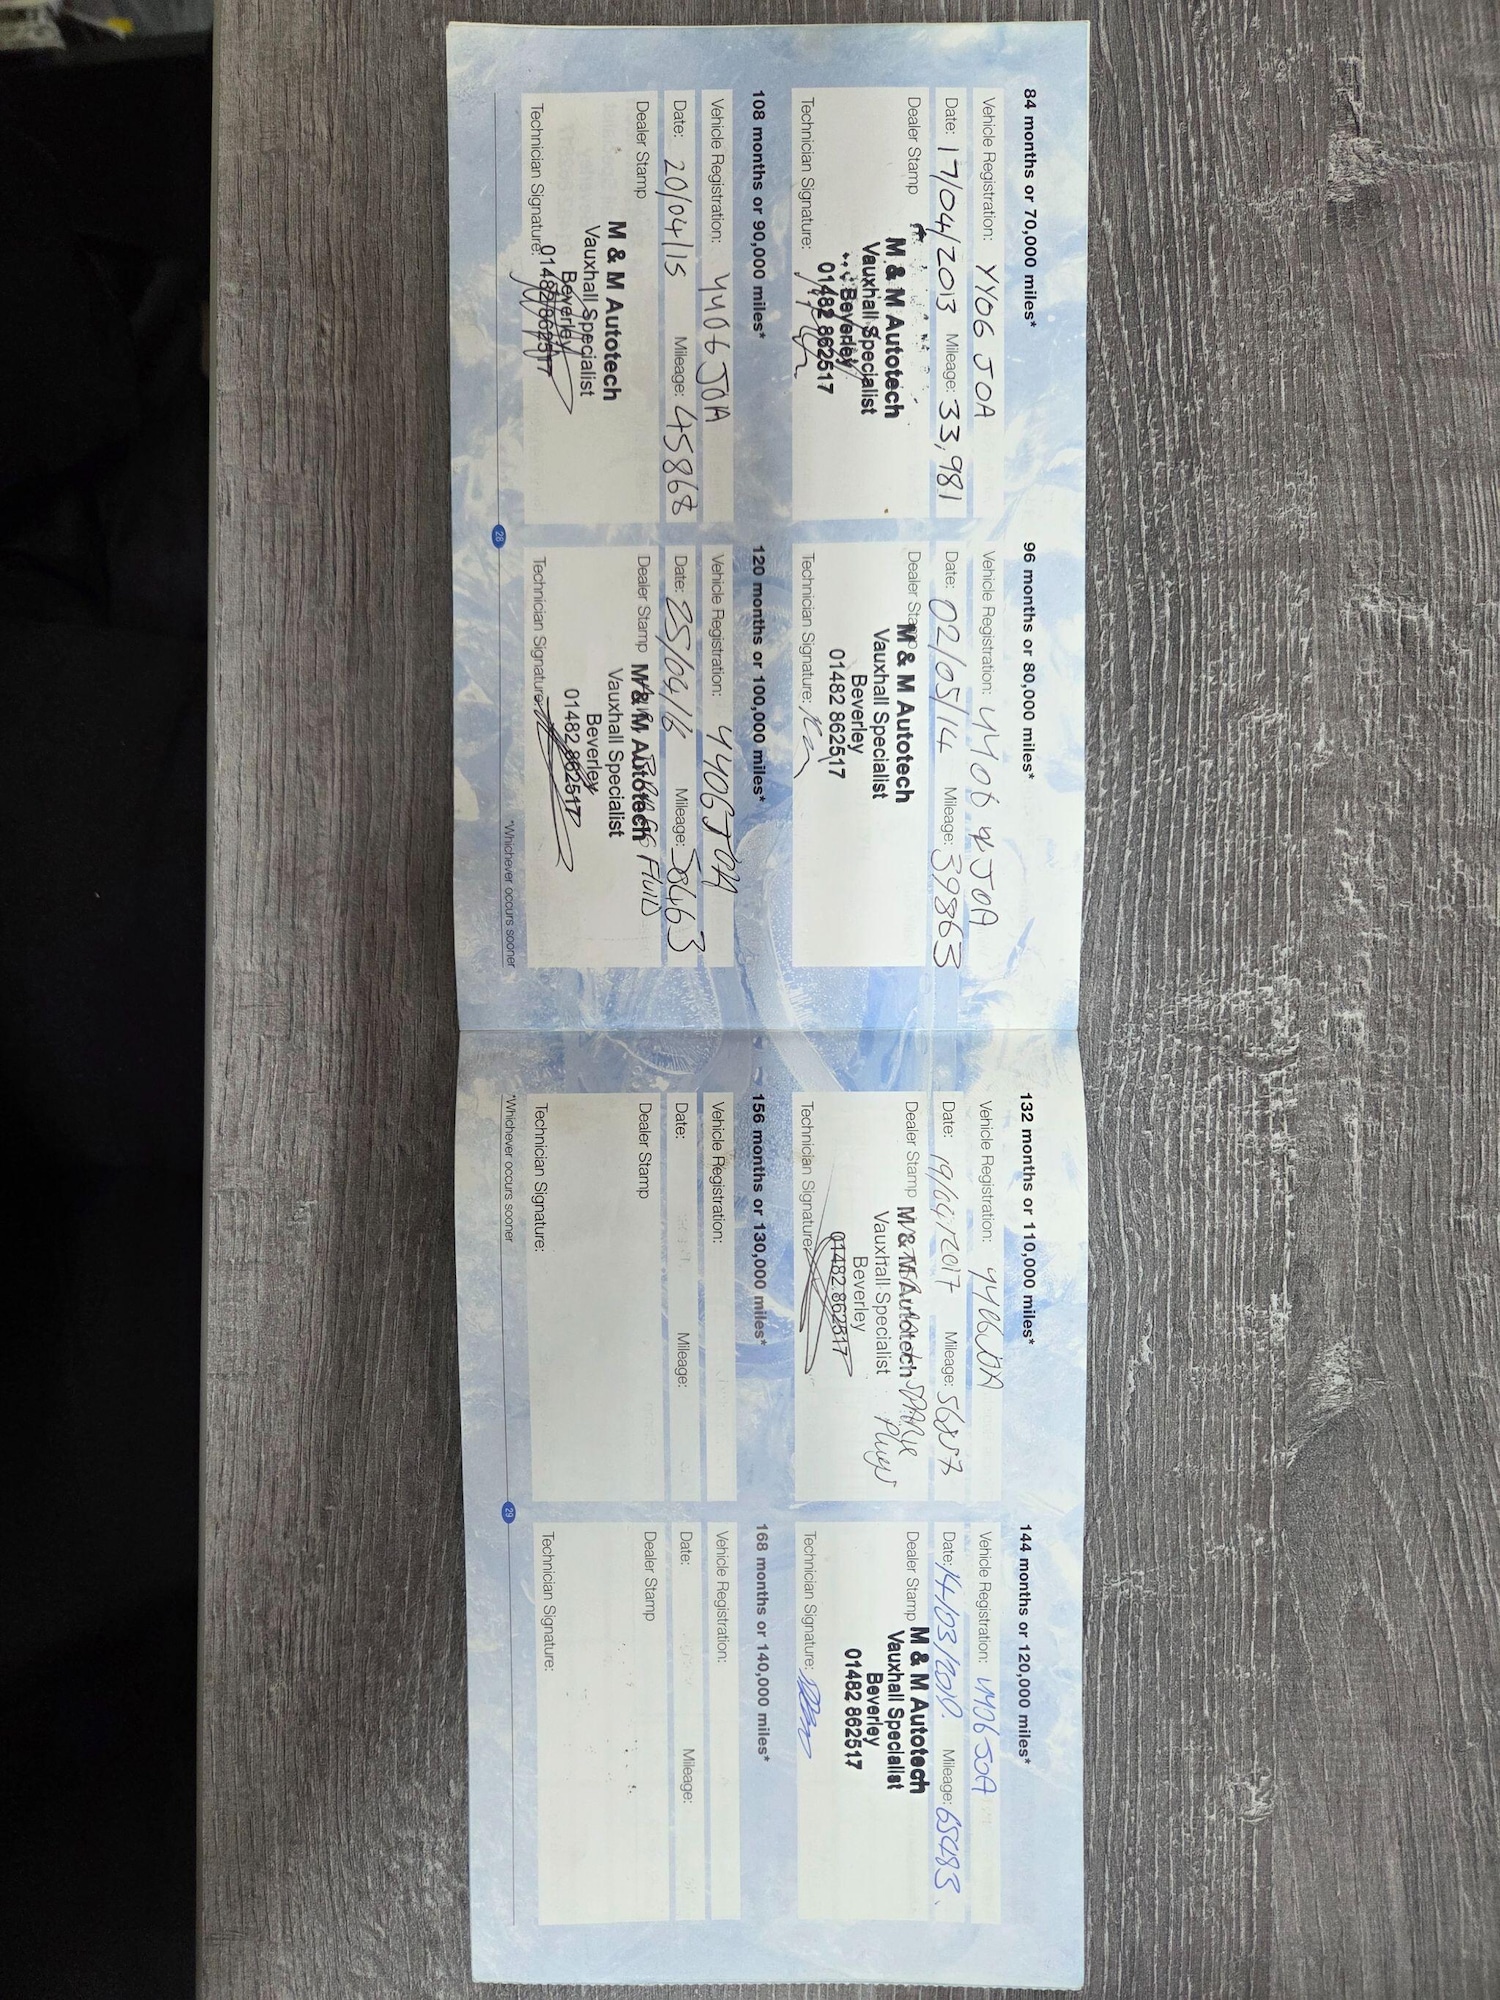 84 months or 70,000 miles*
Vehicle Registration: YY06 JOA
Date: 17/04/2013 Mileage: 33,981
Dealer Stamp
M & M Autotech
Vauxhall Specialist
Beverley
01482 862517
Technician Signature:
96 months or 80,000 miles*
Vehicle Registration: YY06 JOA
Date: 02/05/14 Mileage: 39863
Dealer Stamp
M & M Autotech
Vauxhall Specialist
Beverley
01482 862517
Technician Signature:
108 months or 90,000 miles*
Vehicle Registration: YY06 JOA
Date: 20/04/15 Mileage: 45868
Dealer Stamp
M & M Autotech
Vauxhall Specialist
Beverley
01482 862517
Technician Signature:
120 months or 100,000 miles*
Vehicle Registration: YY06 JOA
Date: 25/04/16 Mileage: 58463
Dealer Stamp
M & M Autotech
FLUID
Vauxhall Specialist
Beverley
01482 862517
Technician Signature:
*Whichever occurs sooner
28
132 months or 110,000 miles*
Vehicle Registration:
Date: Mileage:
Dealer Stamp
M & M Autotech
Plugs
Vauxhall Specialist
Beverley
01482 862517
Technician Signature:
144 months or 120,000 miles*
Vehicle Registration: YY06 JOA
Date: 14/03/2018. Mileage: 65483.
Dealer Stamp
M & M Autotech
Vauxhall Specialist
Beverley
01482 862517
Technician Signature:
156 months or 130,000 miles*
Vehicle Registration:
Date: Mileage:
Dealer Stamp
Technician Signature:
168 months or 140,000 miles*
Vehicle Registration:
Date: Mileage:
Dealer Stamp
Technician Signature:
*Whichever occurs sooner
29